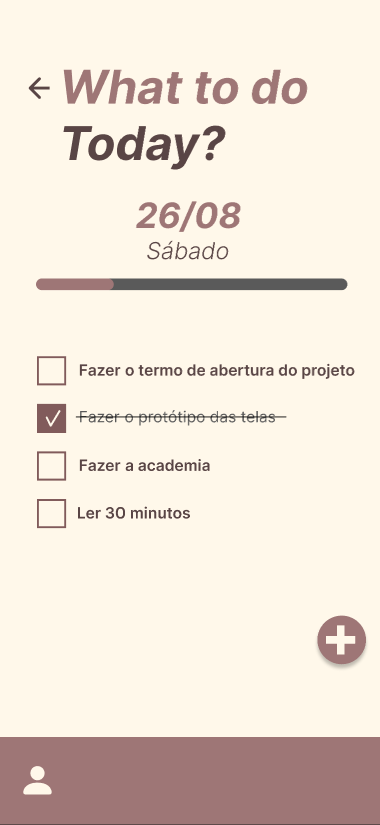 What to do
Today?
26/08
Sábado
Fazer o termo de abertura do projeto
Fazer o protótipo das telas
Fazer a academia
Ler 30 minutos